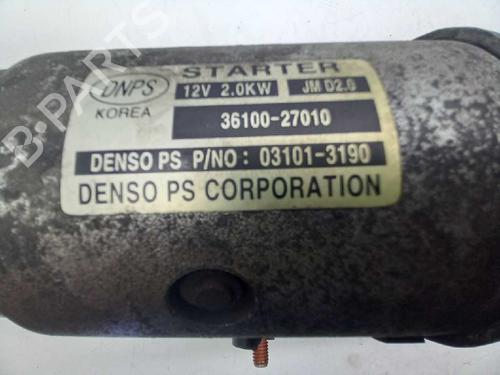 STARTER
DNPS
12V 2.0KW JM D2.0
KOREA
36100-27010
DENSO PS P/NO: 03101-3190
DENSO PS CORPORATION
B-PARTS
B-PARTS